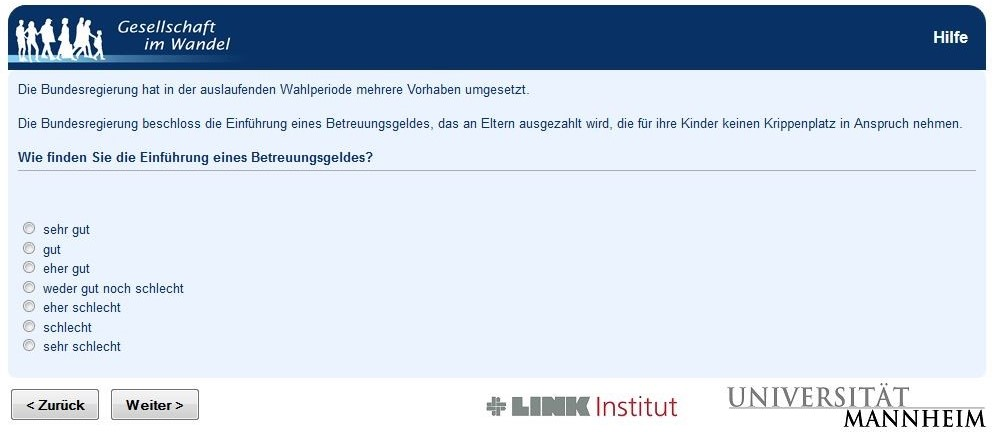 Gesellschaft
im Wandel
Hilfe
Die Bundesregierung hat in der auslaufenden Wahlperiode mehrere Vorhaben umgesetzt.
Die Bundesregierung beschloss die Einführung eines Betreuungsgeldes, das an Eltern ausgezahlt wird, die für ihre Kinder keinen Krippenplatz in Anspruch nehmen.
Wie finden Sie die Einführung eines Betreuungsgeldes?
sehr gut
gut
eher gut
weder gut noch schlecht
eher schlecht
schlecht
sehr schlecht
< Zurück
Weiter >
LINK Institut
UNIVERSITÄT
MANNHEIM